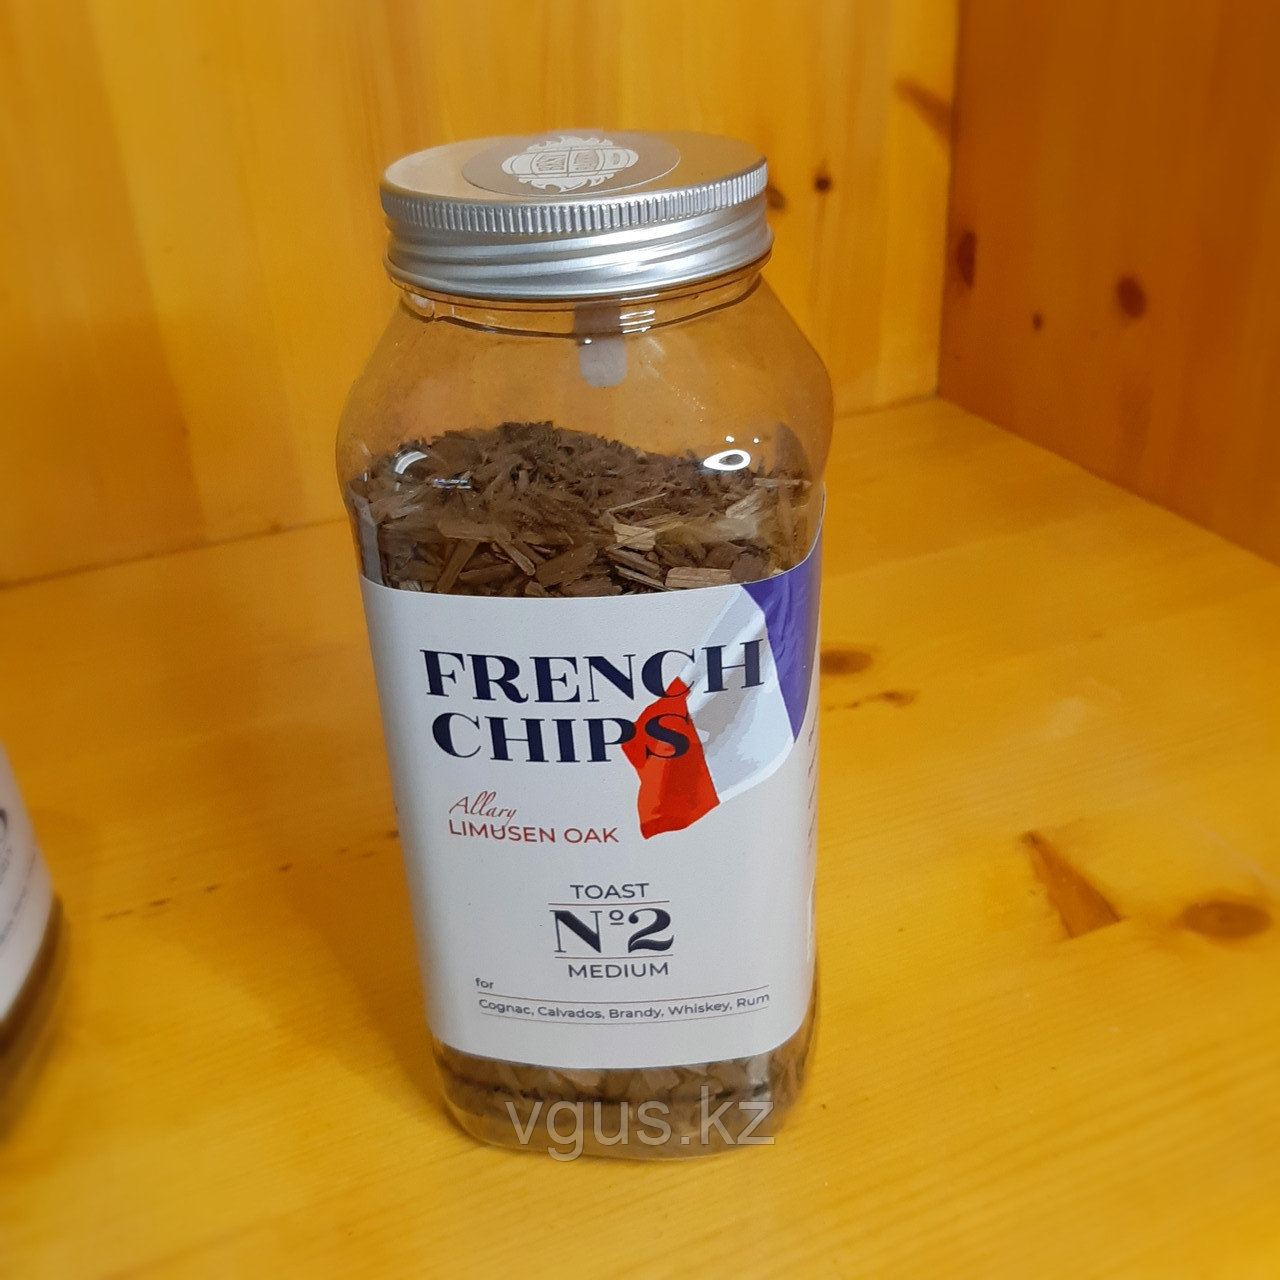 FRENCH
CHIPS
Allary
LIMUSEN OAK
TOAST
Nº2
MEDIUM
for
Cognac, Calvados, Brandy, Whiskey, Rum
vgus.kz